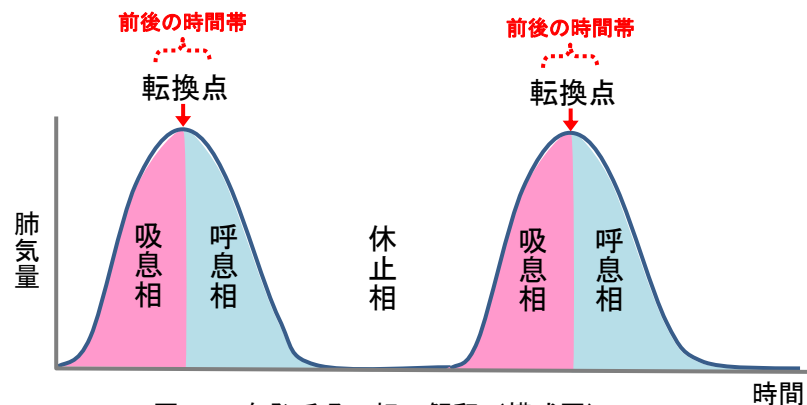 前後の時間帯
転換点
前後の時間帯
転換点
肺気量
吸息相
呼息相
休止相
吸息相
呼息相
時間